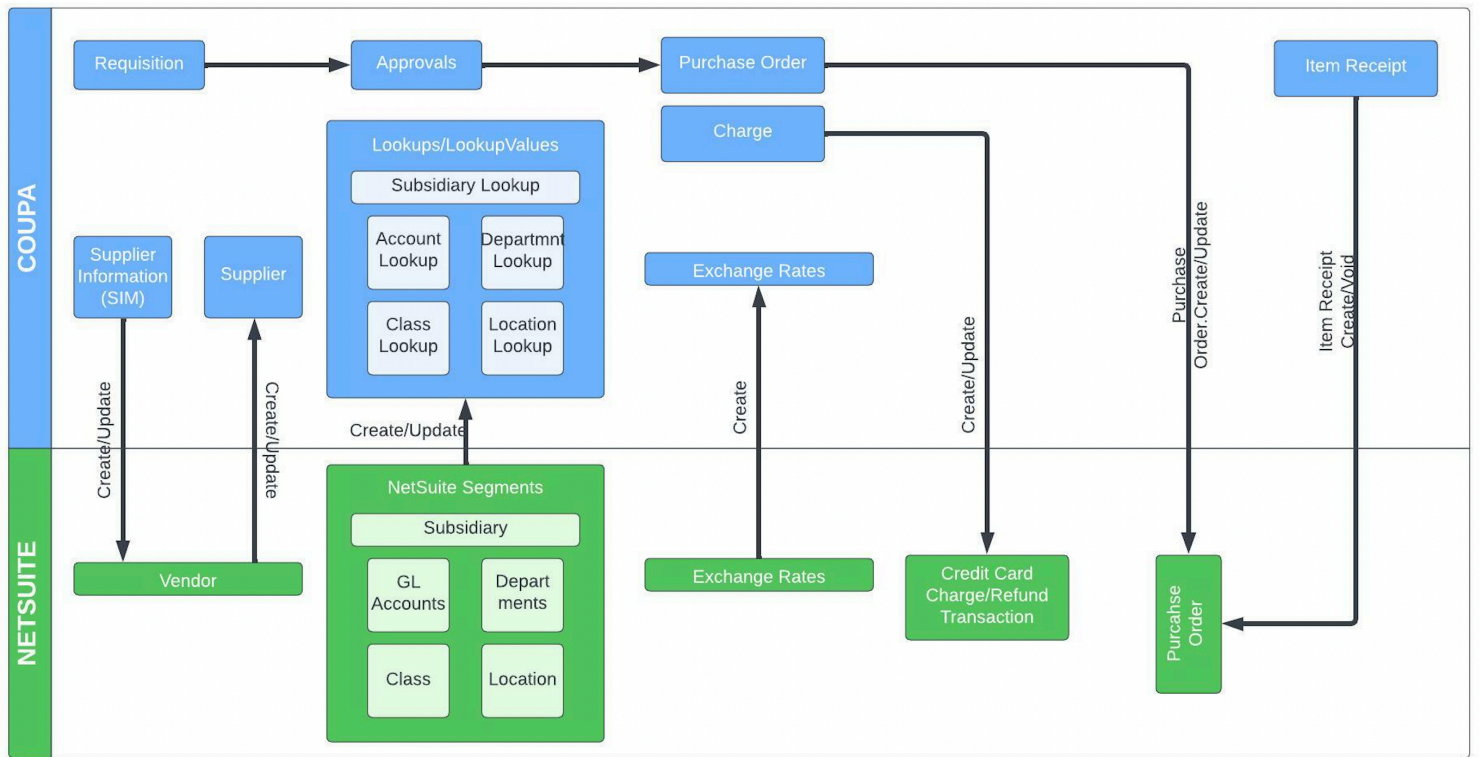 COUPA
Requisition
Approvals
Purchase Order
Item Receipt
Charge
Lookups/LookupValues
Subsidiary Lookup
Account
Lookup
Departmnt
Lookup
Class
Lookup
Location
Lookup
Supplier
Information
(SIM)
Supplier
Exchange Rates
Create/Update
Create/Update
Create/Update
Create
Create/Update
Purchase
Order.Create/Update
Item Receipt
Create/Void
NETSUITE
Vendor
NetSuite Segments
Subsidiary
GL
Accounts
Depart
ments
Class
Location
Exchange Rates
Credit Card
Charge/Refund
Transaction
Purcahse
Order